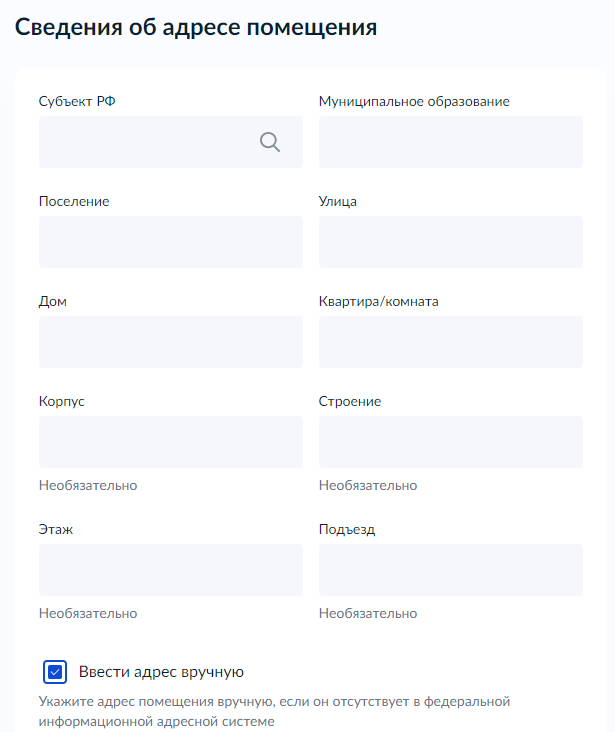 Сведения об адресе помещения
Субъект РФ
Муниципальное образование
Поселение
Улица
Дом
Квартира/комната
Корпус
Строение
Необязательно
Необязательно
Этаж
Подъезд
Необязательно
Необязательно
Ввести адрес вручную
Укажите адрес помещения вручную, если он отсутствует в федеральной
информационной адресной системе